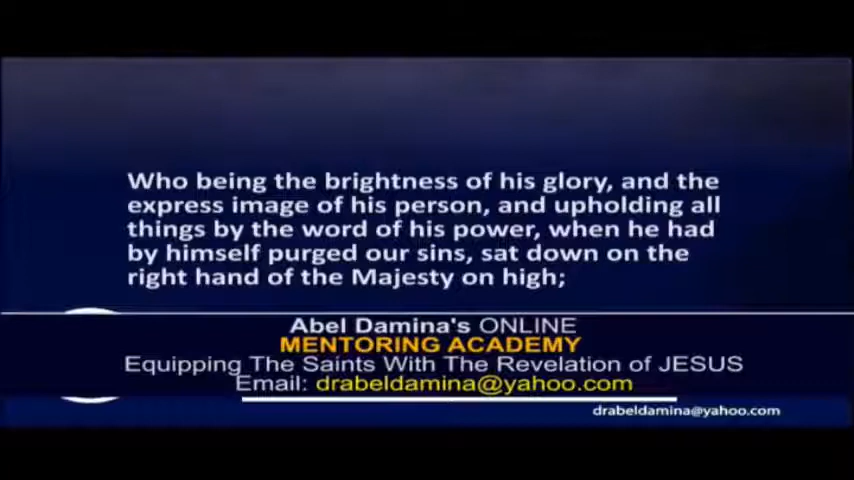 Who being the brightness of his glory, and the
express image of his person, and upholding all
things by the word of his power, when he had
by himself purged our sins, sat down on the
right hand of the Majesty on high;
Abel Damina's ONLINE
MENTORING ACADEMY
Equipping The Saints With The Revelation of JESUS
Email: drabeldamina@yahoo.com
drabeldamina@yahoo.com